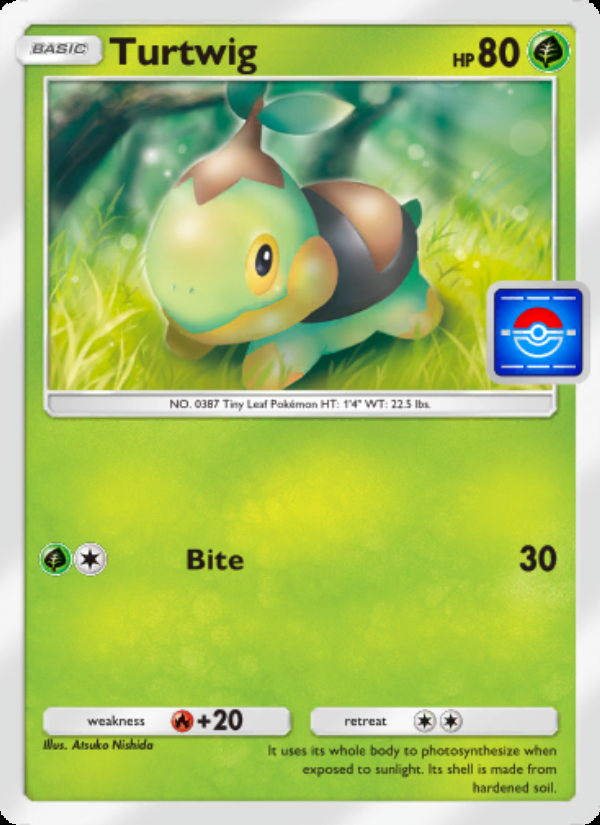 BASIC Turtwig HP 80
NO. 0387 Tiny Leaf Pokémon HT: 1'4" WT: 22.5 lbs.
Bite 30
weakness +20 retreat
Illus. Atsuko Nishida
It uses its whole body to photosynthesize when
exposed to sunlight. Its shell is made from
hardened soil.